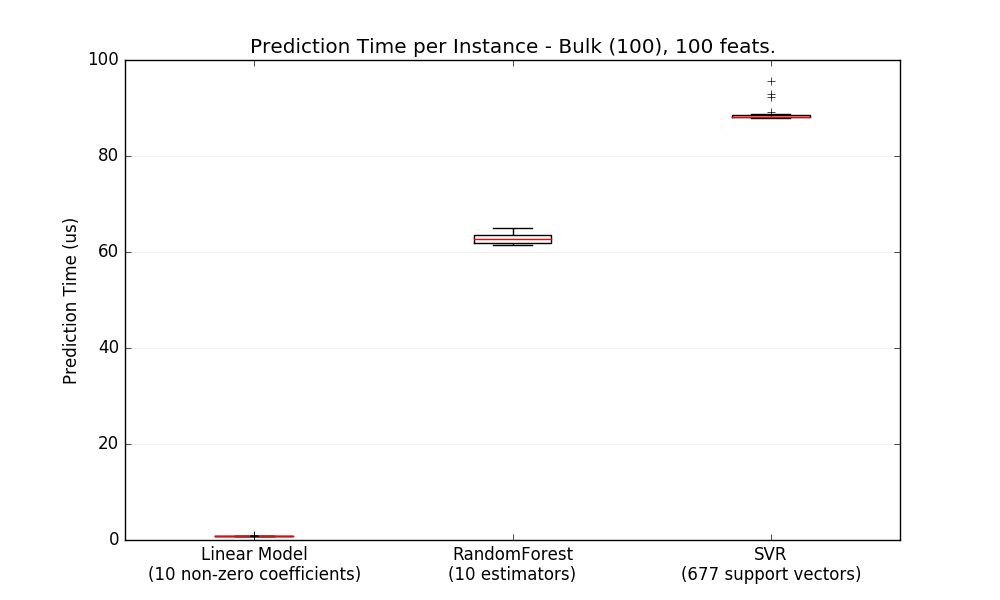 Prediction Time per Instance - Bulk (100), 100 feats.
100
80
60
40
20
0
Prediction Time (us)
Linear Model
(10 non-zero coefficients)
RandomForest
(10 estimators)
SVR
(677 support vectors)